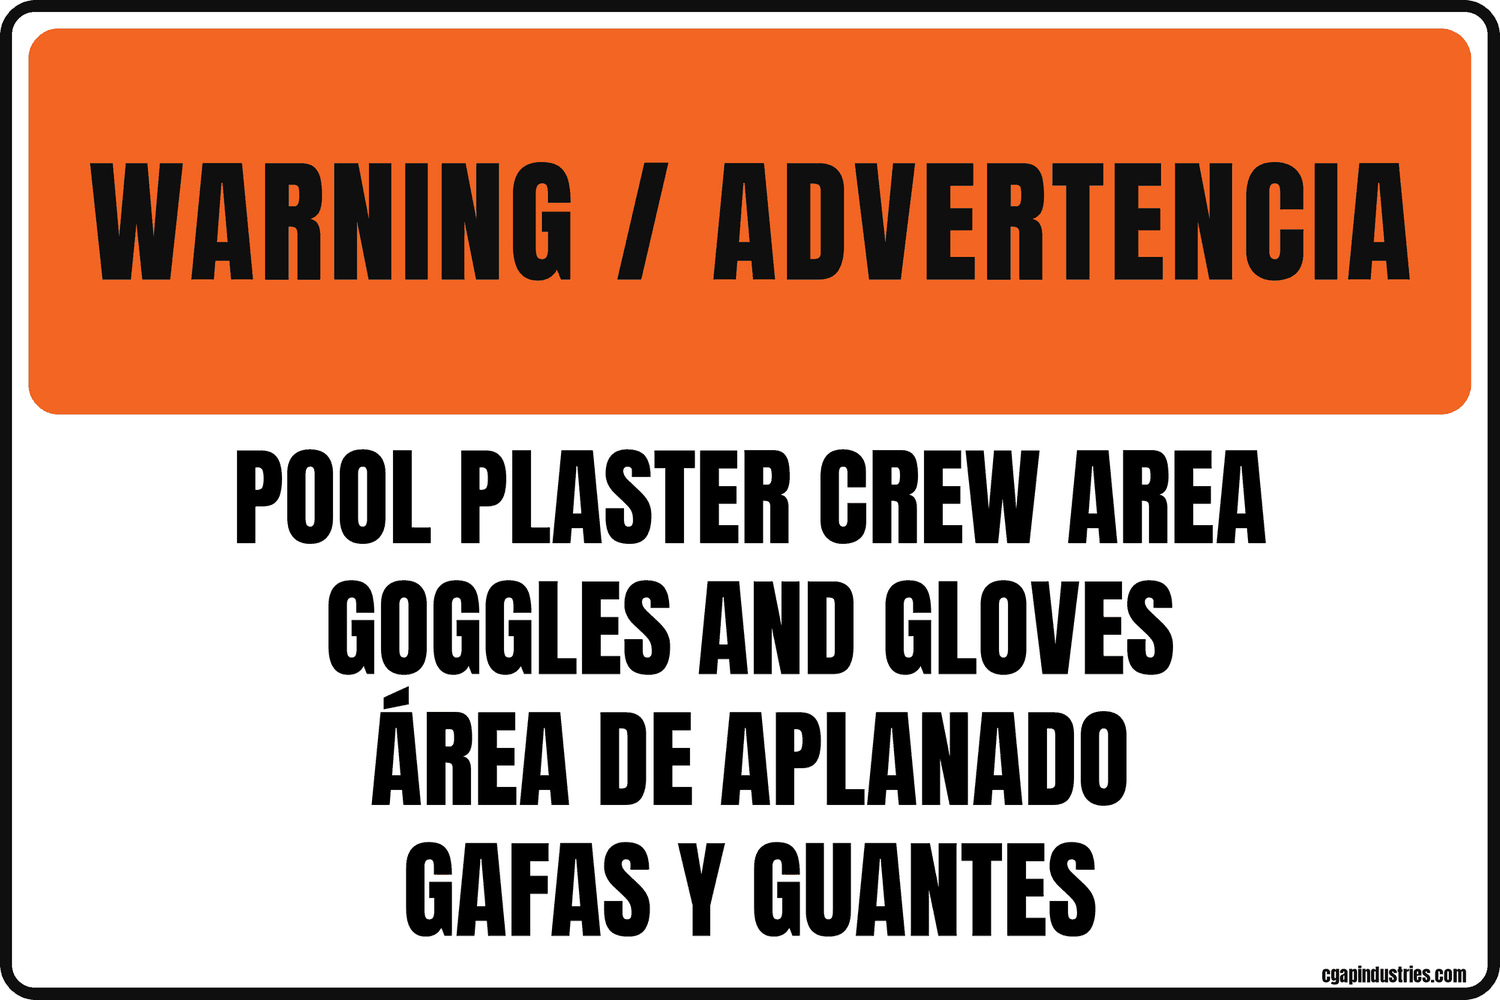 WARNING / ADVERTENCIA
POOL PLASTER CREW AREA
GOGGLES AND GLOVES
ÁREA DE APLANADO
GAFAS Y GUANTES
cgapindustries.com